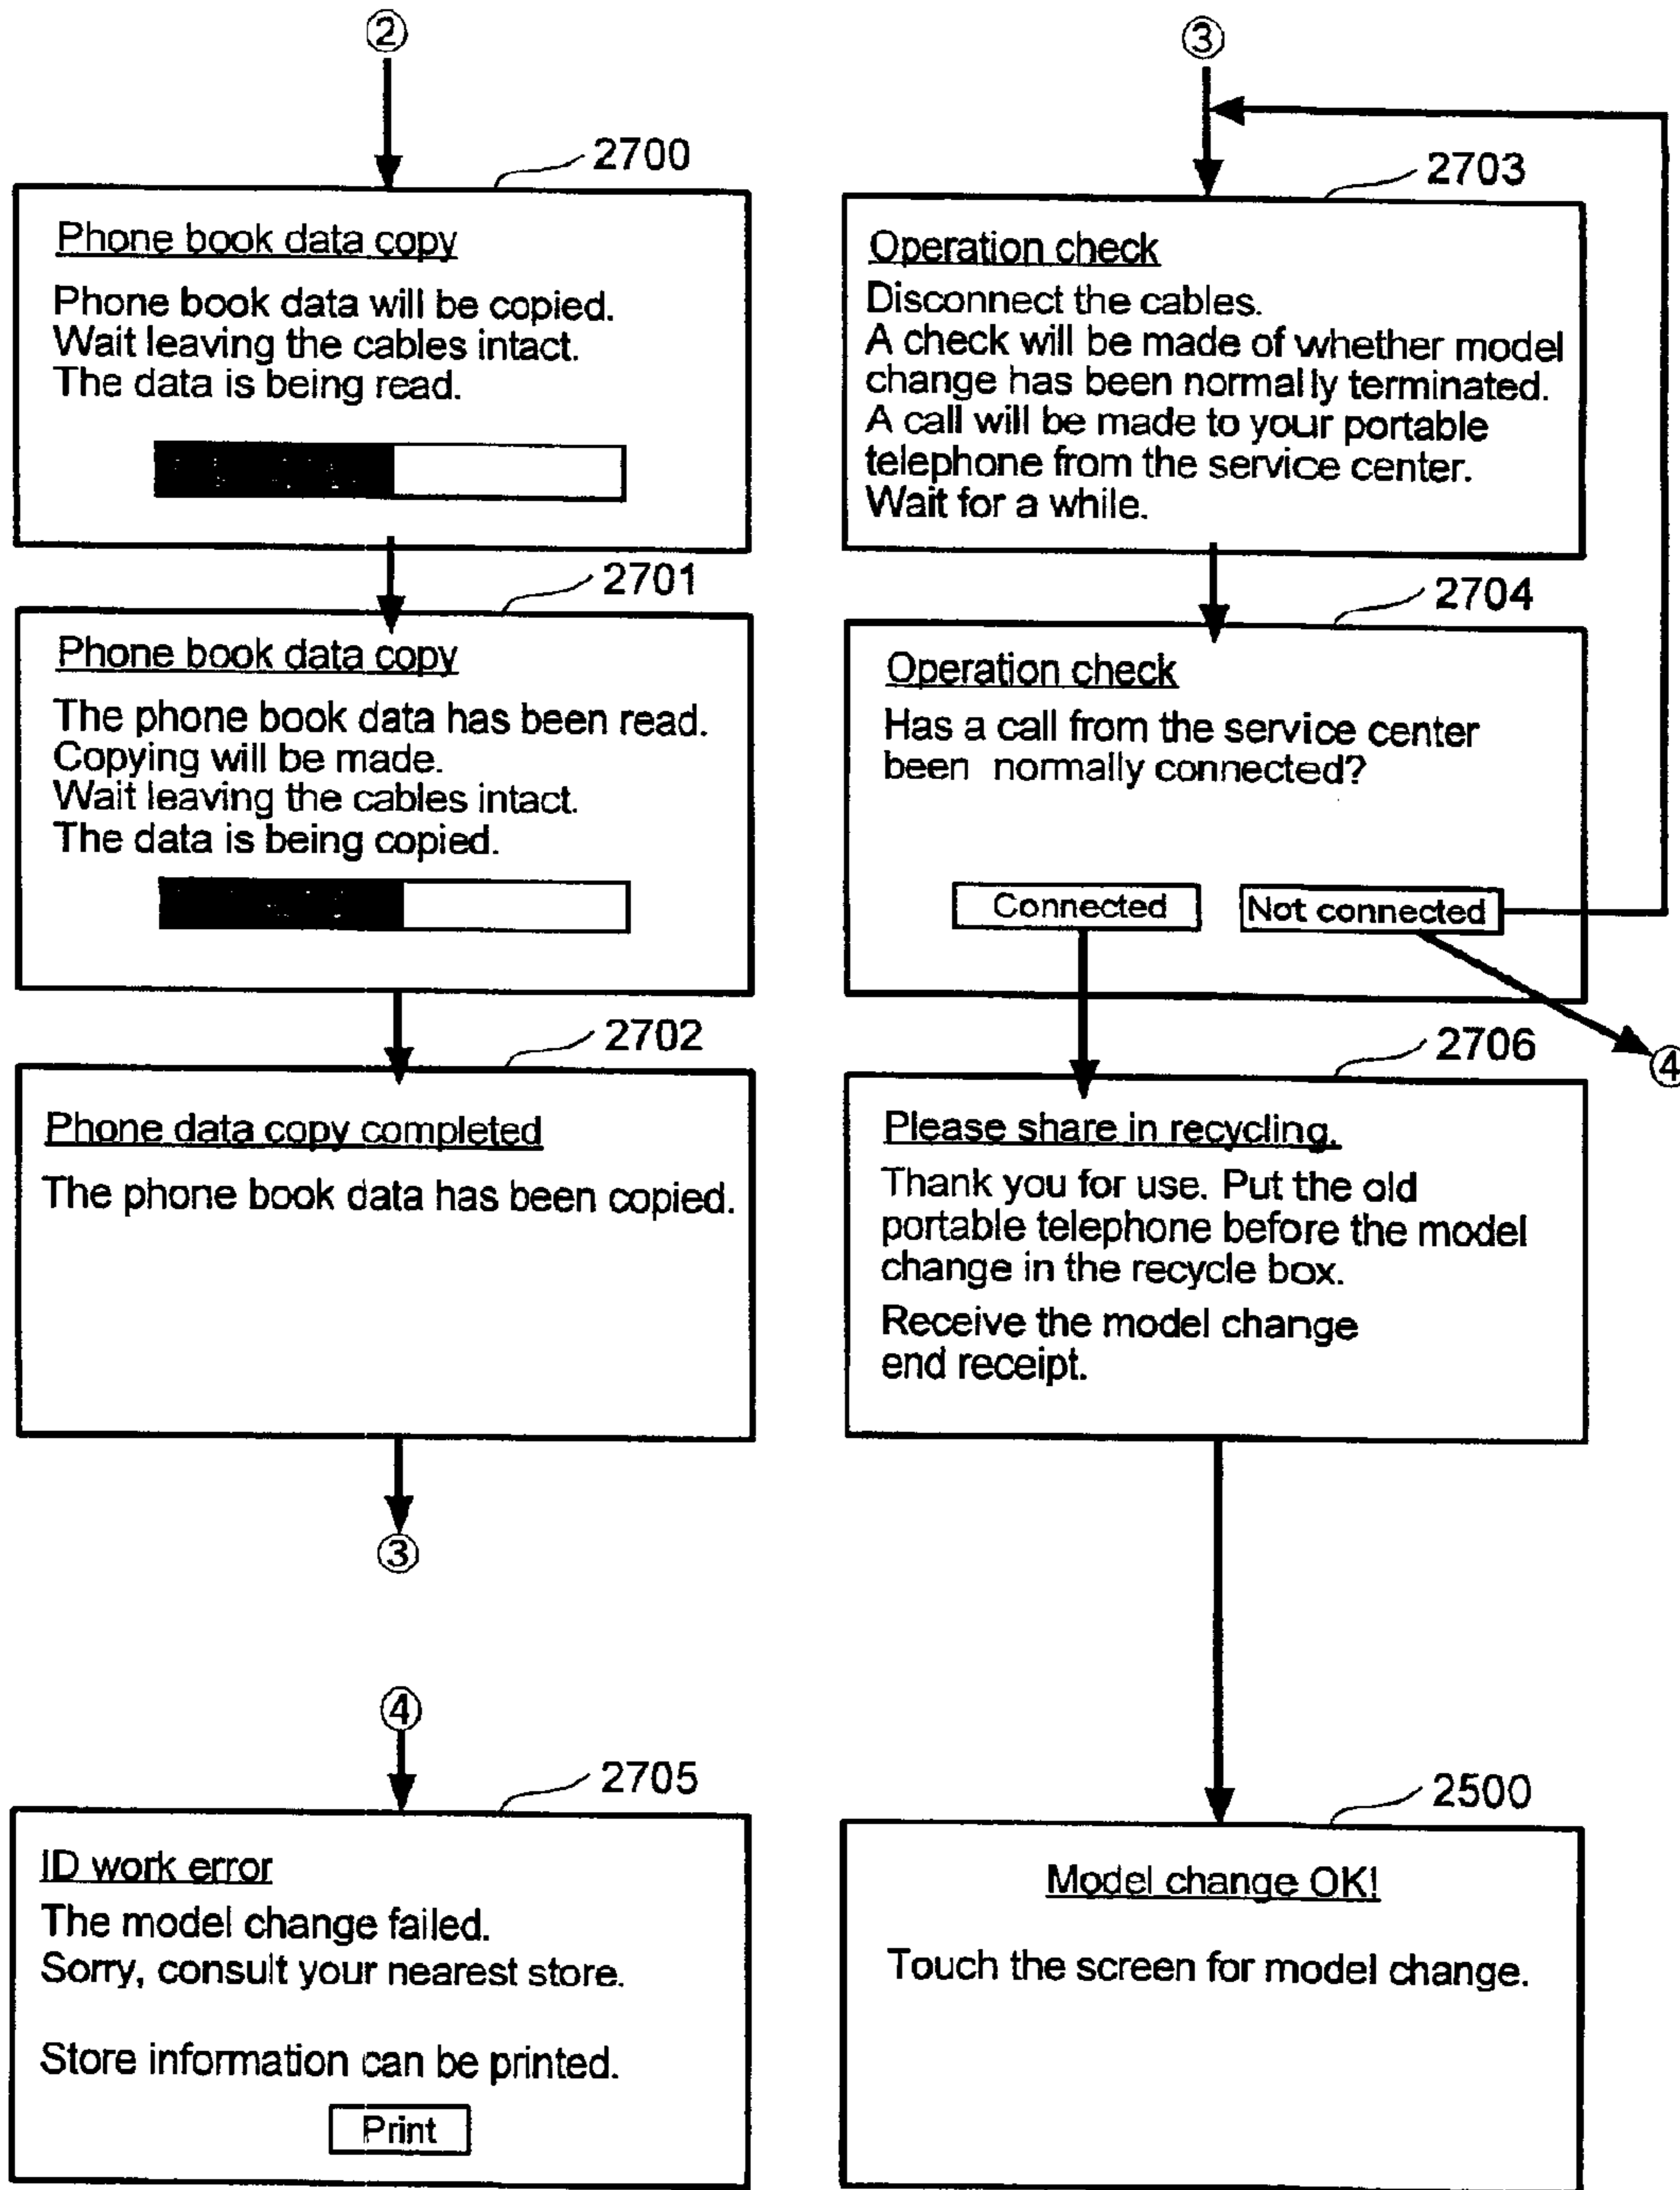 ②
2700
Phone book data copy
Phone book data will be copied.
Wait leaving the cables intact.
The data is being read.
2701
Phone book data copy
The phone book data has been read.
Copying will be made.
Wait leaving the cables intact.
The data is being copied.
2702
Phone data copy completed
The phone book data has been copied.
③
④
2705
ID work error
The model change failed.
Sorry, consult your nearest store.
Store information can be printed.
Print
③
2703
Operation check
Disconnect the cables.
A check will be made of whether model
change has been normally terminated.
A call will be made to your portable
telephone from the service center.
Wait for a while.
2704
Operation check
Has a call from the service center
been normally connected?
Connected
Not connected
④
2706
Please share in recycling.
Thank you for use. Put the old
portable telephone before the model
change in the recycle box.
Receive the model change
end receipt.
2500
Model change OK!
Touch the screen for model change.